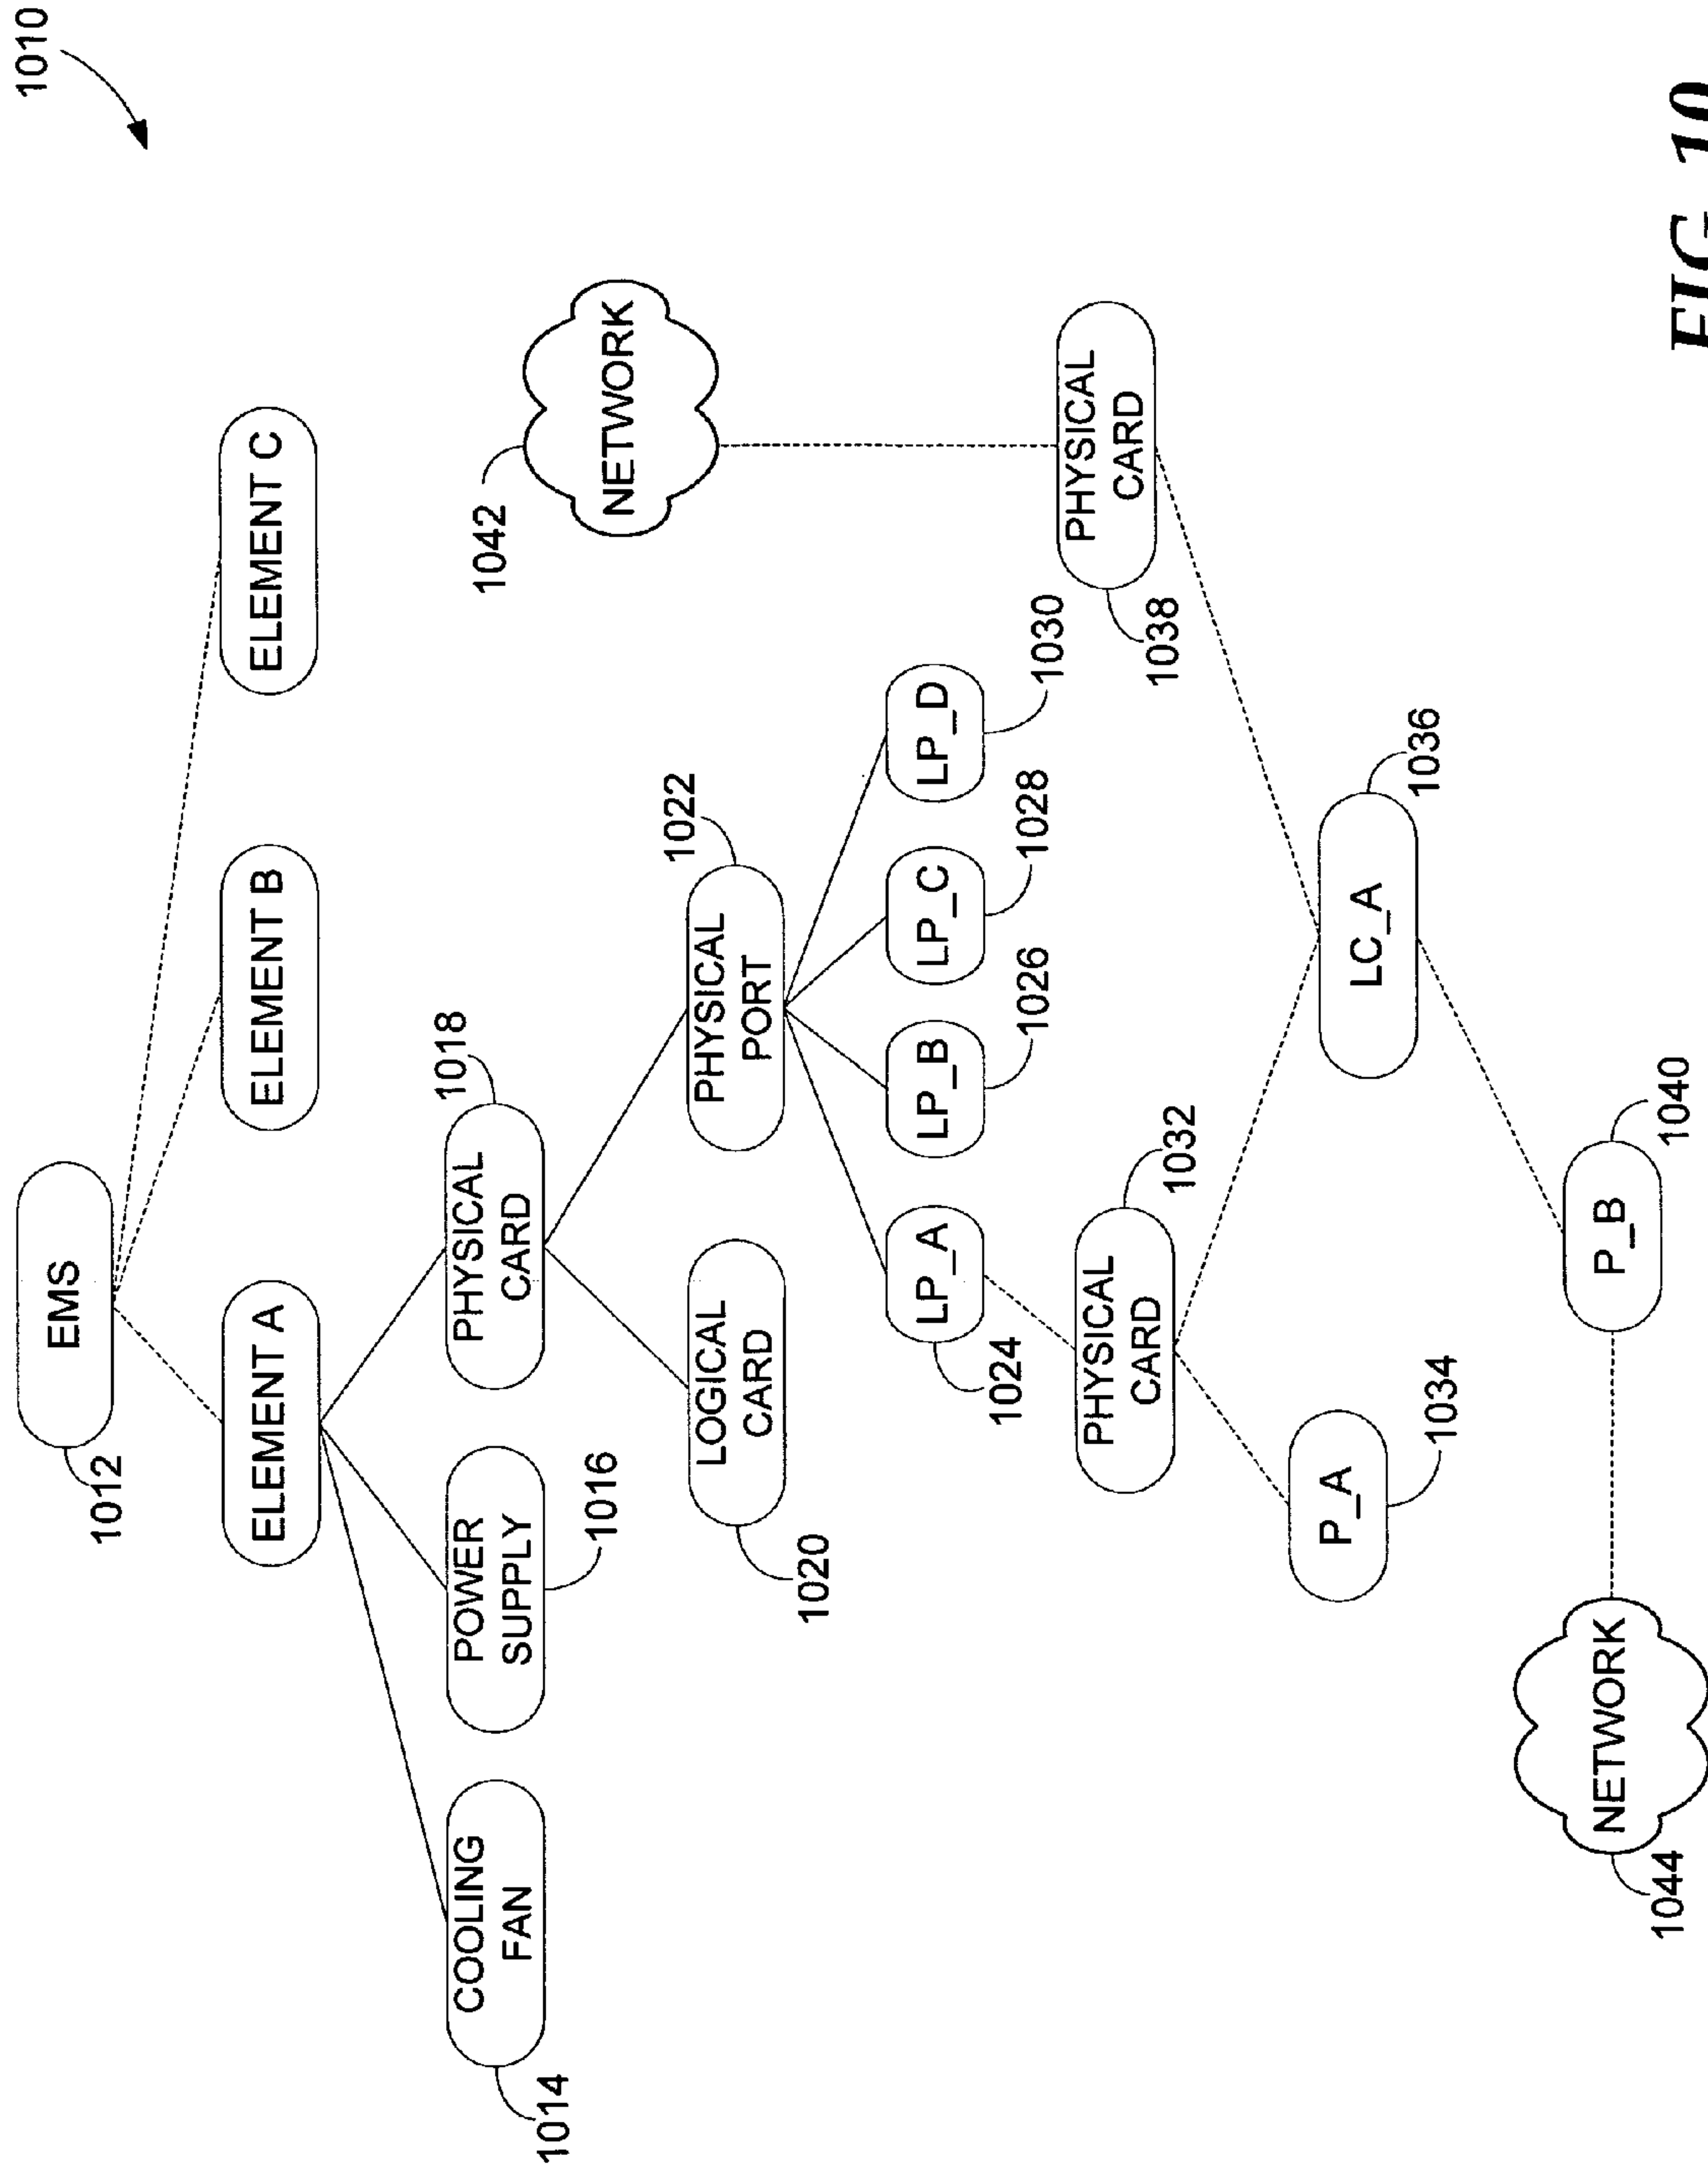 1010
EMS
1012
ELEMENT A
ELEMENT B
ELEMENT C
COOLING
FAN
1014
POWER
SUPPLY
1016
PHYSICAL
CARD
1018
NETWORK
1042
LOGICAL
CARD
1020
PHYSICAL
PORT
1022
LP_A
1024
LP_B
1026
LP_C
1028
LP_D
1030
PHYSICAL
CARD
1032
PHYSICAL
CARD
1038
P_A
1034
LC_A
1036
NETWORK
1044
P_B
1040
FIG. 10